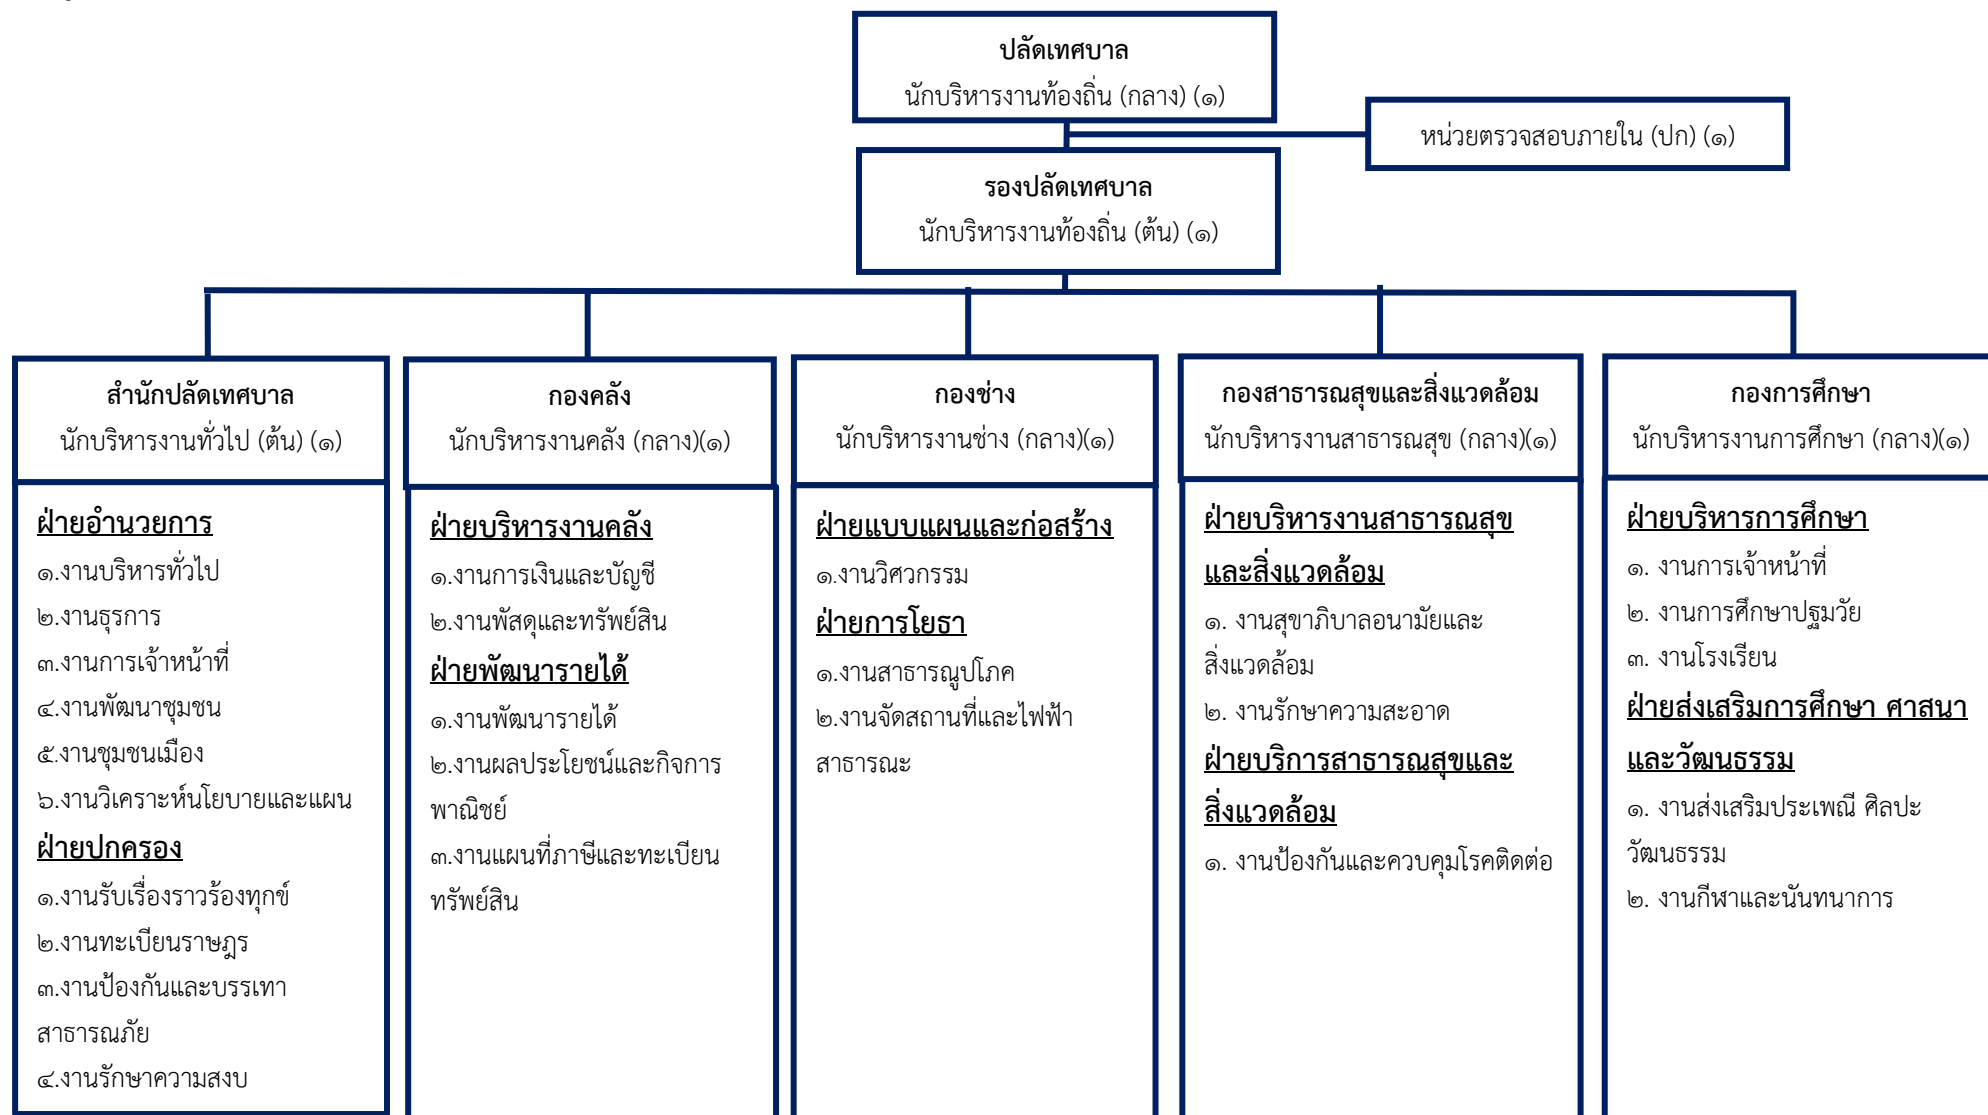 ปลัดเทศบาล
นักบริหารงานท้องถิ่น (กลาง) (๑)
หน่วยตรวจสอบภายใน (ปก) (๑)
รองปลัดเทศบาล
นักบริหารงานท้องถิ่น (ต้น) (๑)
สำนักปลัดเทศบาล
นักบริหารงานทั่วไป (ต้น) (๑)
ฝ่ายอำนวยการ
๑.งานบริหารทั่วไป
๒.งานธุรการ
๓.งานการเจ้าหน้าที่
๔.งานพัฒนาชุมชน
๕.งานชุมชนเมือง
๖.งานวิเคราะห์นโยบายและแผน
ฝ่ายปกครอง
๑.งานรับเรื่องราวร้องทุกข์
๒.งานทะเบียนราษฎร
๓.งานป้องกันและบรรเทา
สาธารณภัย
๔.งานรักษาความสงบ
กองคลัง
นักบริหารงานคลัง (กลาง)(๑)
ฝ่ายบริหารงานคลัง
๑.งานการเงินและบัญชี
๒.งานพัสดุและทรัพย์สิน
ฝ่ายพัฒนารายได้
๑.งานพัฒนารายได้
๒.งานผลประโยชน์และกิจการ
พาณิชย์
๓.งานแผนที่ภาษีและทะเบียน
ทรัพย์สิน
กองช่าง
นักบริหารงานช่าง (กลาง)(๑)
ฝ่ายแบบแผนและก่อสร้าง
๑.งานวิศวกรรม
ฝ่ายการโยธา
๑.งานสาธารณูปโภค
๒.งานจัดสถานที่และไฟฟ้า
สาธารณะ
กองสาธารณสุขและสิ่งแวดล้อม
นักบริหารงานสาธารณสุข (กลาง)(๑)
ฝ่ายบริหารงานสาธารณสุข
และสิ่งแวดล้อม
๑. งานสุขาภิบาลอนามัยและ
สิ่งแวดล้อม
๒. งานรักษาความสะอาด
ฝ่ายบริการสาธารณสุขและ
สิ่งแวดล้อม
๑. งานป้องกันและควบคุมโรคติดต่อ
กองการศึกษา
นักบริหารงานการศึกษา (กลาง)(๑)
ฝ่ายบริหารการศึกษา
๑. งานการเจ้าหน้าที่
๒. งานการศึกษาปฐมวัย
๓. งานโรงเรียน
ฝ่ายส่งเสริมการศึกษา ศาสนา
และวัฒนธรรม
๑. งานส่งเสริมประเพณี ศิลปะ
วัฒนธรรม
๒. งานกีฬาและนันทนาการ